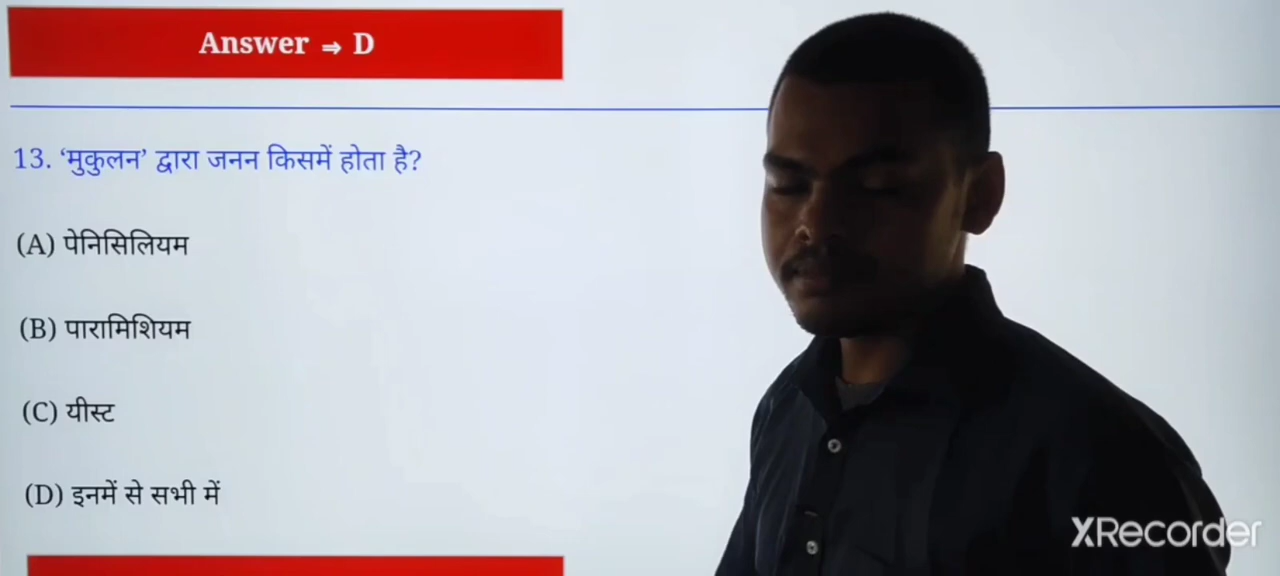 Answer ⇒ D
13. ‘मुकुलन’ द्वारा जनन किसमें होता है?
(A) पेनिसिलियम
(B) पारामिशियम
(C) यीस्ट
(D) इनमें से सभी में
XRecorder